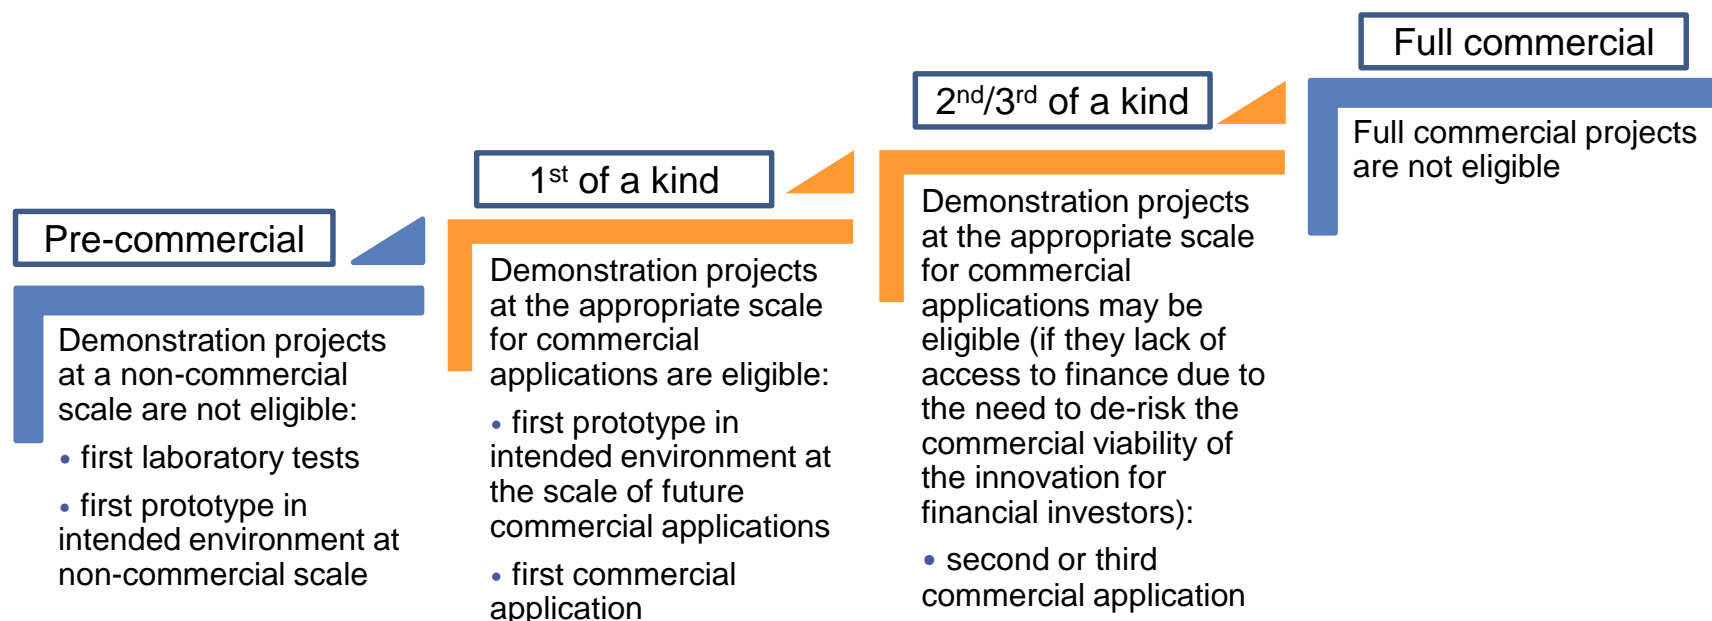 Pre-commercial
Demonstration projects
at a non-commercial
scale are not eligible:
• first laboratory tests
• first prototype in
intended environment at
non-commercial scale
1st of a kind
Demonstration projects
at the appropriate scale
for commercial
applications are eligible:
• first prototype in
intended environment at
the scale of future
commercial applications
• first commercial
application
2nd/3rd of a kind
Demonstration projects
at the appropriate scale
for commercial
applications may be
eligible (if they lack of
access to finance due to
the need to de-risk the
commercial viability of
the innovation for
financial investors):
• second or third
commercial application
Full commercial
Full commercial projects
are not eligible